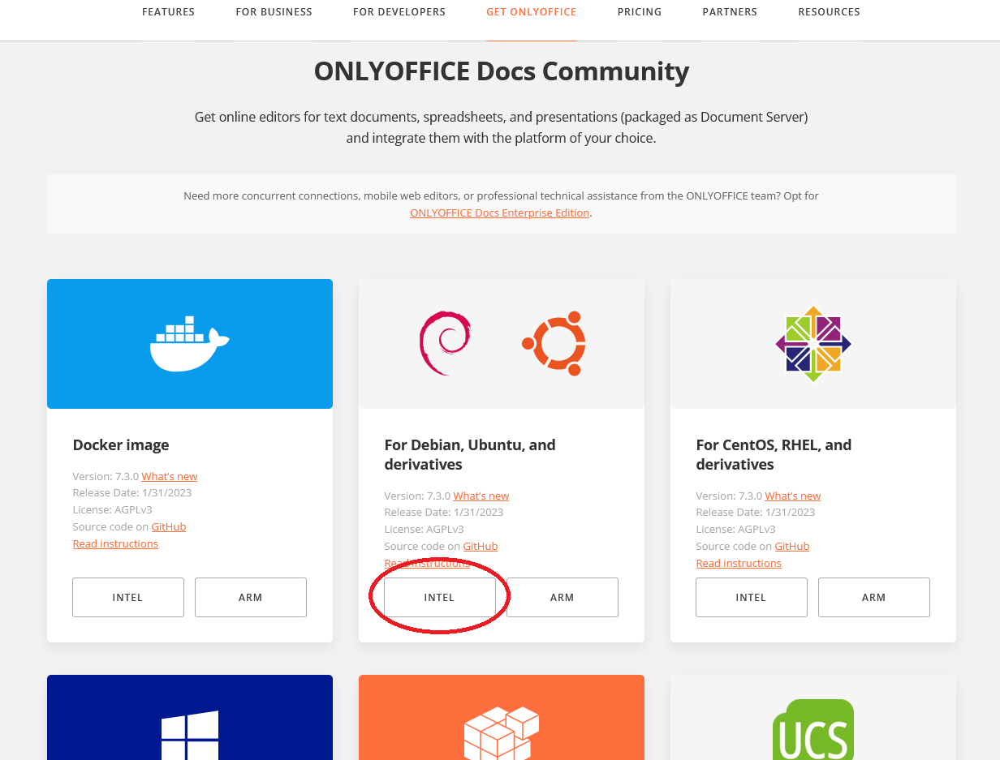 FEATURES FOR BUSINESS FOR DEVELOPERS GET ONLYOFFICE PRICING PARTNERS RESOURCES
ONLYOFFICE Docs Community
Get online editors for text documents, spreadsheets, and presentations (packaged as Document Server)
and integrate them with the platform of your choice.
Need more concurrent connections, mobile web editors, or professional technical assistance from the ONLYOFFICE team? Opt for
ONLYOFFICE Docs Enterprise Edition.
Docker image
Version: 7.3.0 What's new
Release Date: 1/31/2023
License: AGPLv3
Source code on GitHub
Read instructions
INTEL ARM
For Debian, Ubuntu, and
derivatives
Version: 7.3.0 What's new
Release Date: 1/31/2023
License: AGPLv3
Source code on GitHub
Read instructions
INTEL ARM
For CentOS, RHEL, and
derivatives
Version: 7.3.0 What's new
Release Date: 1/31/2023
License: AGPLv3
Source code on GitHub
Read instructions
INTEL ARM
UCS